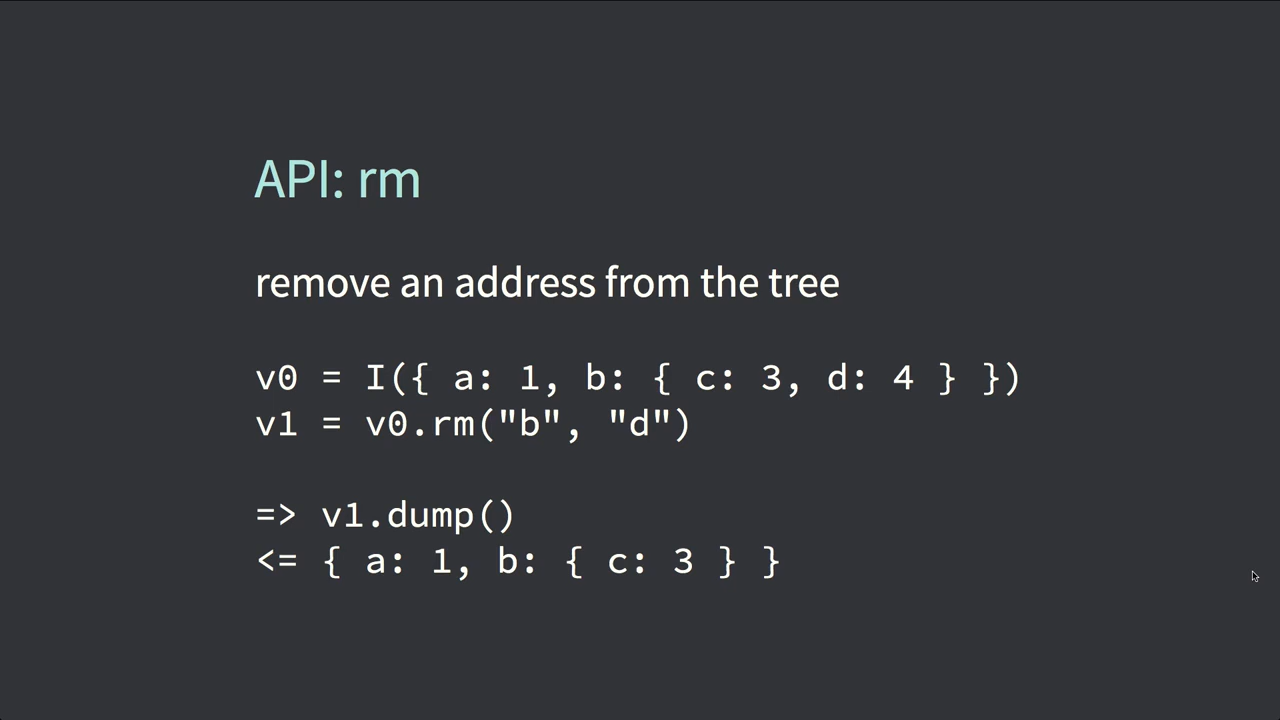 API: rm
remove an address from the tree
v0 = I({ a: 1, b: { c: 3, d: 4 } })
v1 = v0.rm("b", "d")
=> v1.dump()
<= { a: 1, b: { c: 3 } }